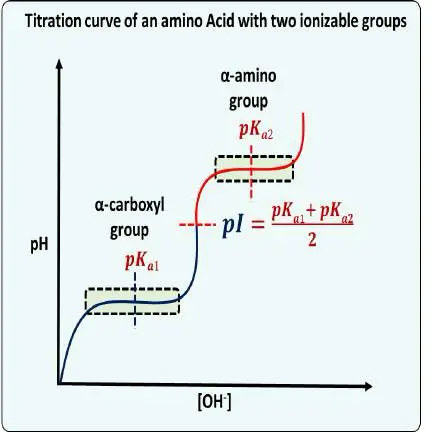 Titration curve of an amino Acid with two ionizable groups
α-amino
group
pKa2
α-carboxyl
group
pKa1
pI = pKa1 + pKa2 / 2
pH
[OH-]